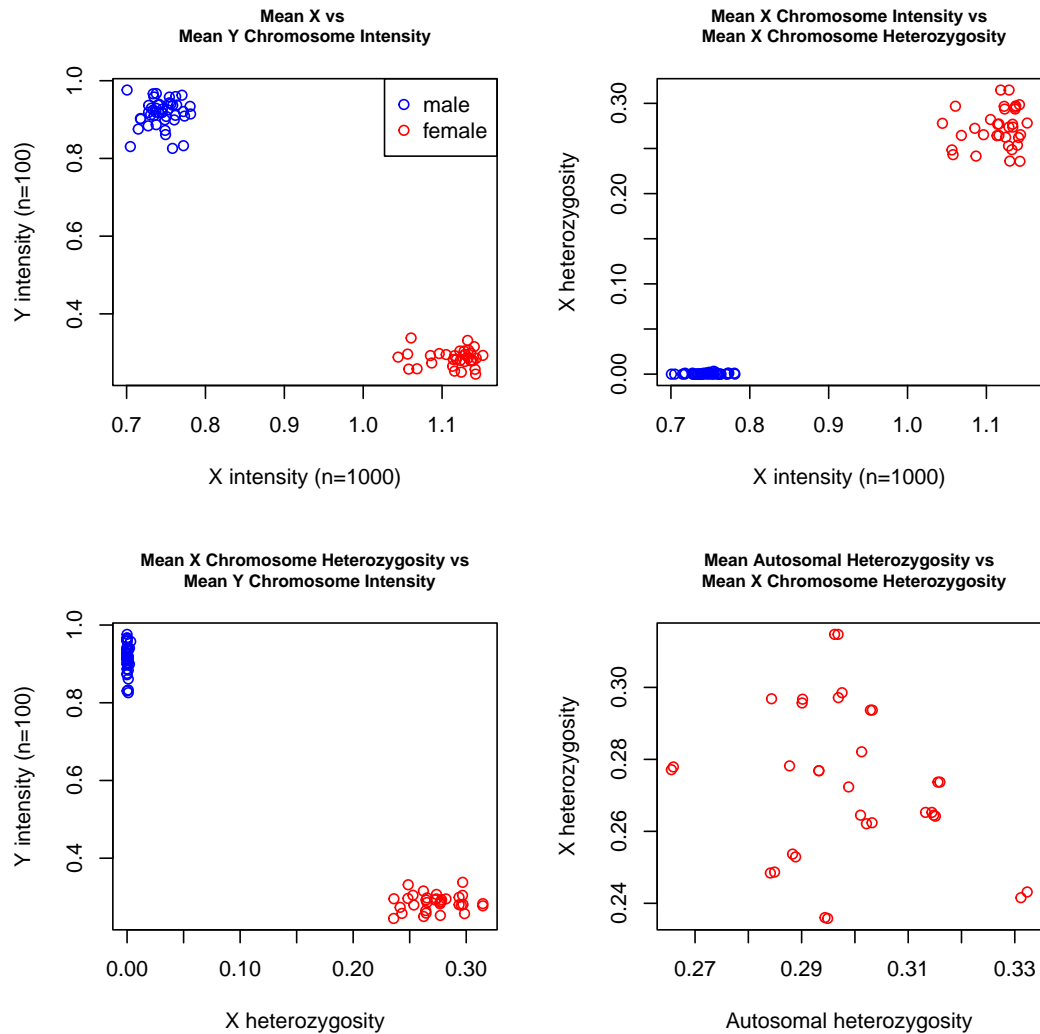 Mean X vs
Mean Y Chromosome Intensity
Y intensity (n=100)
1.0
0.8
0.6
0.4
male
female
0.7 0.8 0.9 1.0 1.1
X intensity (n=1000)
Mean X Chromosome Intensity vs
Mean X Chromosome Heterozygosity
X heterozygosity
0.30
0.20
0.10
0.00
0.7 0.8 0.9 1.0 1.1
X intensity (n=1000)
Mean X Chromosome Heterozygosity vs
Mean Y Chromosome Intensity
Y intensity (n=100)
1.0
0.8
0.6
0.4
0.00 0.10 0.20 0.30
X heterozygosity
Mean Autosomal Heterozygosity vs
Mean X Chromosome Heterozygosity
X heterozygosity
0.30
0.28
0.26
0.24
0.27 0.29 0.31 0.33
Autosomal heterozygosity